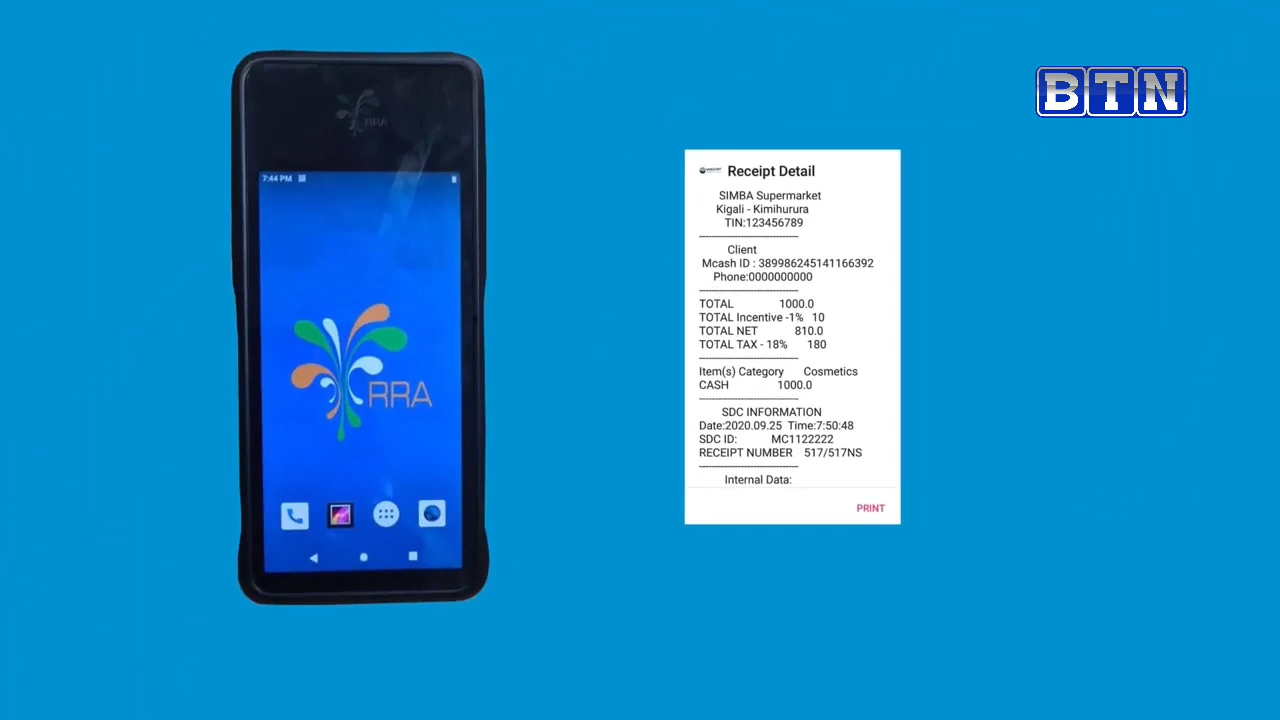 BTN
RRA
7:44 PM
RRA
Receipt Detail
SIMBA Supermarket
Kigali - Kimihurura
TIN:123456789
------------------------------
Client
Mcash ID : 389986245141166392
Phone:0000000000
------------------------------
TOTAL 1000.0
TOTAL Incentive -1% 10
TOTAL NET 810.0
TOTAL TAX - 18% 180
------------------------------
Item(s) Category Cosmetics
CASH 1000.0
------------------------------
SDC INFORMATION
Date:2020.09.25 Time:7:50:48
SDC ID: MC1122222
RECEIPT NUMBER 517/517NS
------------------------------
Internal Data:
PRINT